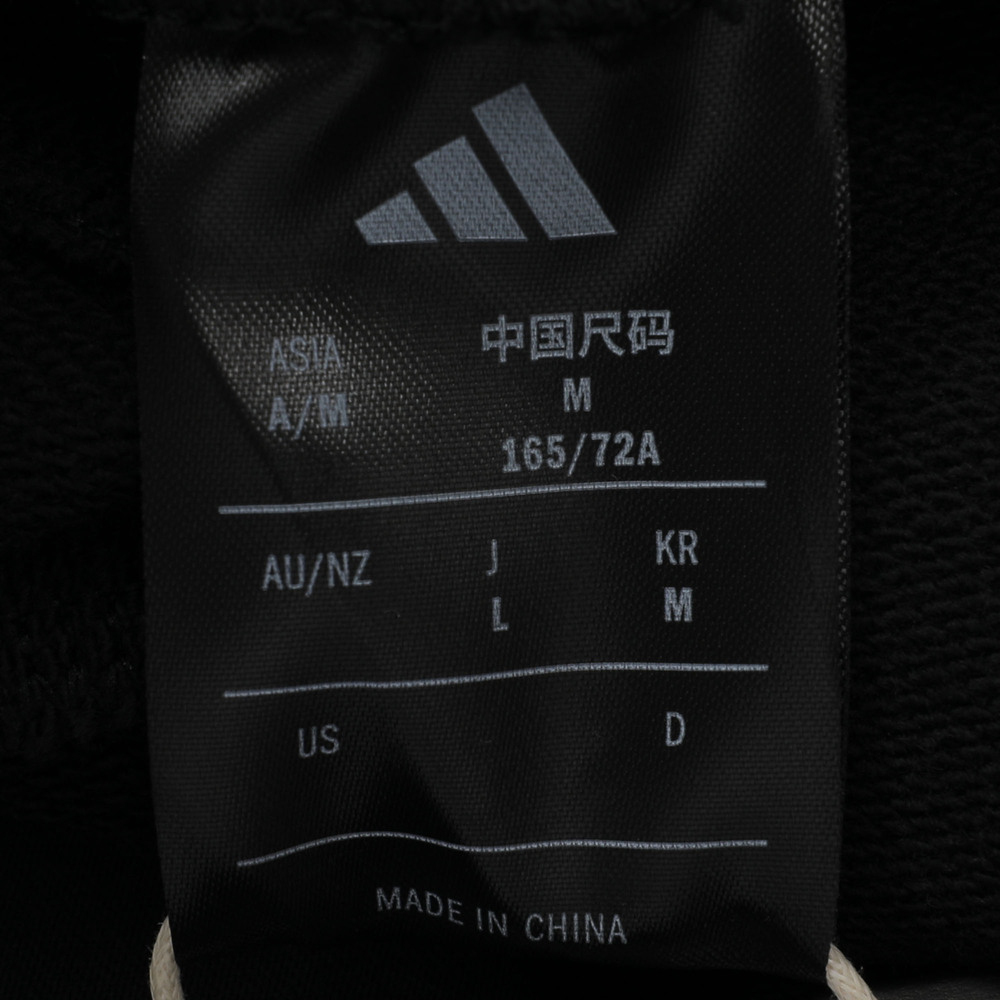 ASIA 中国尺码
A/M M
165/72A
AU/NZ J KR
L M
US D
MADE IN CHINA